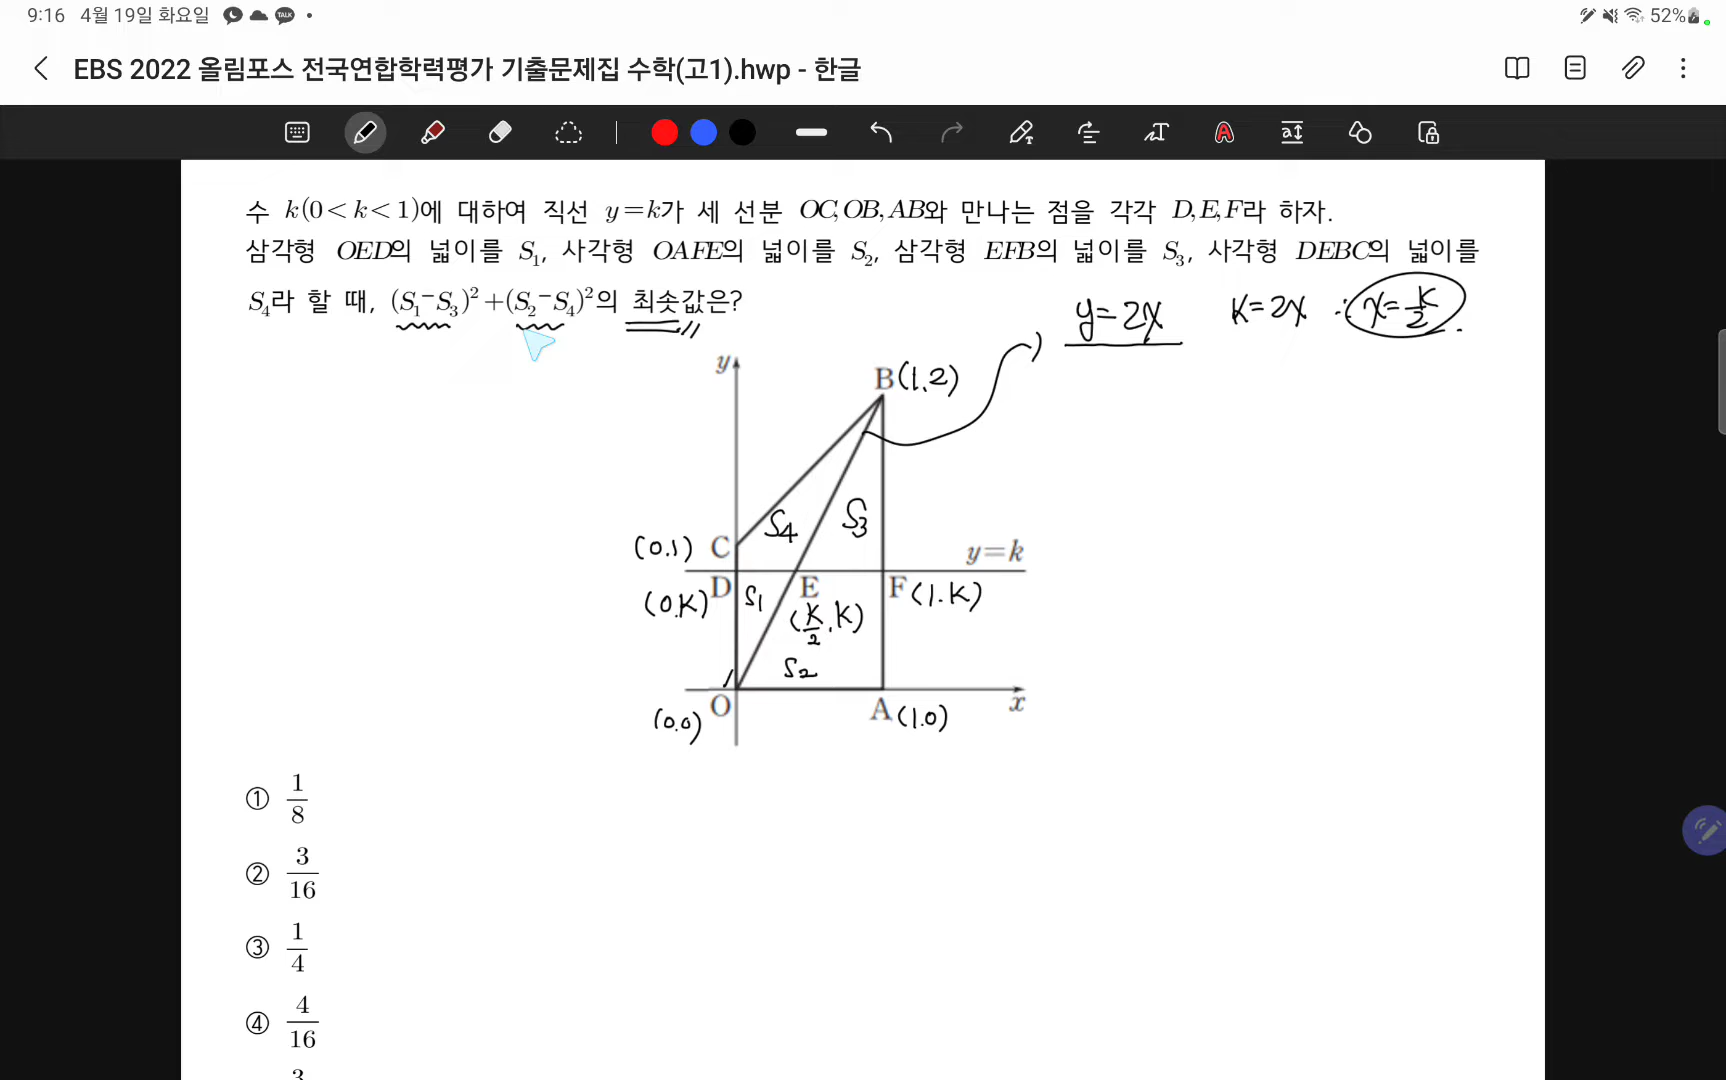 9:16 4월 19일 화요일 TALK 52%
EBS 2022 올림포스 전국연합학력평가 기출문제집 수학(고1).hwp - 한글
수 k(0<k<1)에 대하여 직선 y=k가 세 선분 OC, OB, AB와 만나는 점을 각각 D, E, F라 하자.
삼각형 OED의 넓이를 S₁, 사각형 OAFE의 넓이를 S₂, 삼각형 EFB의 넓이를 S₃, 사각형 DEBC의 넓이를
S₄라 할 때, (S₁-S₃)²+(S₂-S₄)²의 최솟값은?
y=2x K=2x ∴ x=K/2.
y
B(1.2)
S4 S3
(0.1) C y=k
D E F(1.K)
(0.K) S1 (K/2.K)
S2
O A(1.0) x
(0.0)
① 1/8
② 3/16
③ 1/4
④ 4/16
3